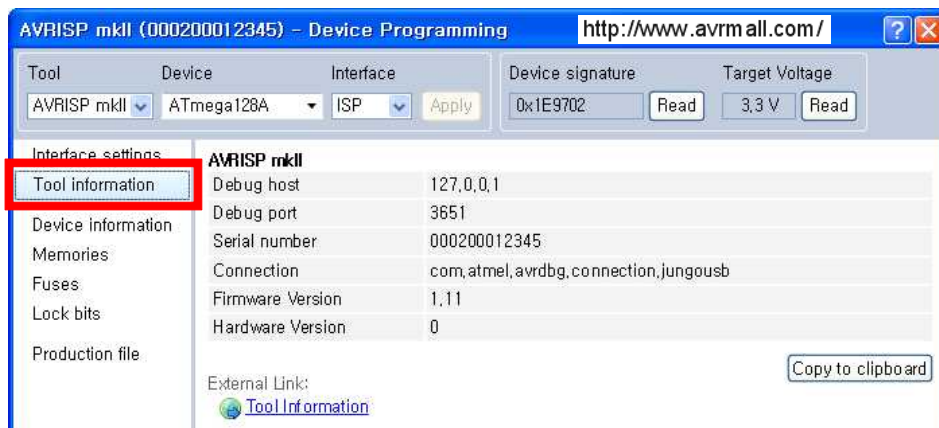 AVRISP mkII (000200012345) - Device Programming
http://www.avrmall.com/
Tool
Device
Interface
Device signature
Target Voltage
AVRISP mkII
ATmega128A
ISP
Apply
0x1E9702
Read
3,3 V
Read
Interface settings
Tool information
Device information
Memories
Fuses
Lock bits
Production file
AVRISP mkII
Debug host 127,0,0,1
Debug port 3651
Serial number 000200012345
Connection com,atmel,avrdbg,connection,jungousb
Firmware Version 1,11
Hardware Version 0
Copy to clipboard
External Link:
Tool Information